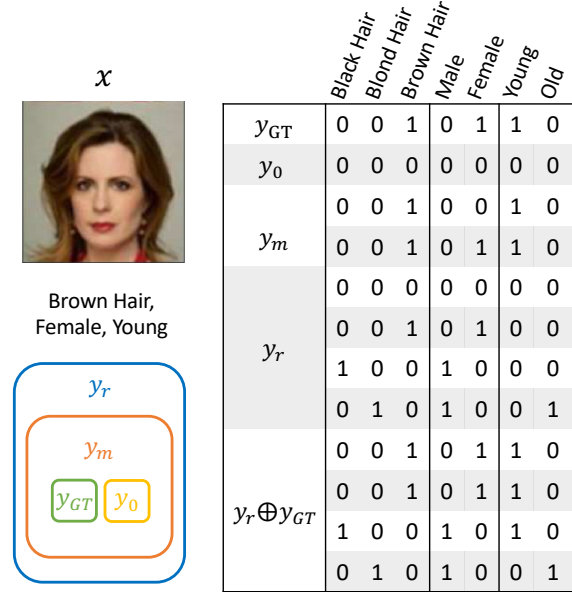 x
Brown Hair,
Female, Young
y_r
y_m
y_GT y_0
Black Hair Blond Hair Brown Hair Male Female Young Old
y_GT 0 0 1 0 1 1 0
y_0 0 0 0 0 0 0 0
y_m
0 0 1 0 0 1 0
0 0 1 0 1 1 0
y_r
0 0 0 0 0 0 0
0 0 1 0 1 0 0
1 0 0 1 0 0 0
0 1 0 1 0 0 1
y_r⊕y_GT
0 0 1 0 1 1 0
0 0 1 0 1 1 0
1 0 0 1 0 1 0
0 1 0 1 0 0 1